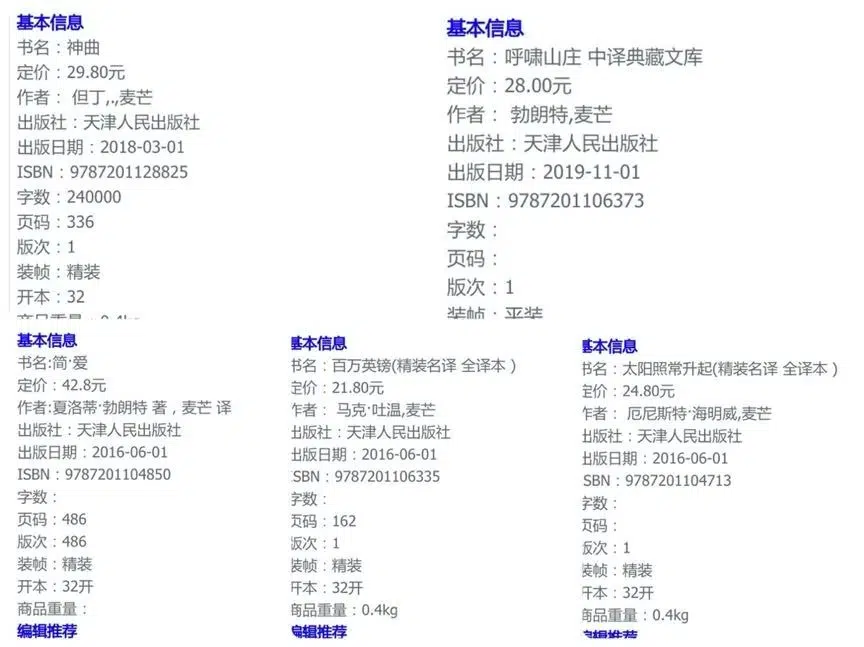 基本信息
书名：神曲
定价：29.80元
作者： 但丁,.,麦芒
出版社：天津人民出版社
出版日期：2018-03-01
ISBN：9787201128825
字数：240000
页码：336
版次：1
装帧：精装
开本：32
商品重量：0.4kg
基本信息
书名：呼啸山庄 中译典藏文库
定价：28.00元
作者： 勃朗特,麦芒
出版社：天津人民出版社
出版日期：2019-11-01
ISBN：9787201106373
字数：
页码：
版次：1
装帧：平装
基本信息
书名:简·爱
定价：42.8元
作者:夏洛蒂·勃朗特 著，麦芒 译
出版社：天津人民出版社
出版日期：2016-06-01
ISBN：9787201104850
字数：
页码：486
版次：486
装帧：精装
开本：32开
商品重量：
编辑推荐
基本信息
书名：百万英镑(精装名译 全译本 )
定价：21.80元
作者： 马克·吐温,麦芒
出版社：天津人民出版社
出版日期：2016-06-01
ISBN：9787201106335
字数：
页码：162
版次：1
装帧：精装
开本：32开
商品重量：0.4kg
编辑推荐
基本信息
书名：太阳照常升起(精装名译 全译本 )
定价：24.80元
作者： 厄尼斯特·海明威,麦芒
出版社：天津人民出版社
出版日期：2016-06-01
ISBN：9787201104713
字数：
页码：
版次：1
装帧：精装
开本：32开
商品重量：0.4kg
编辑推荐